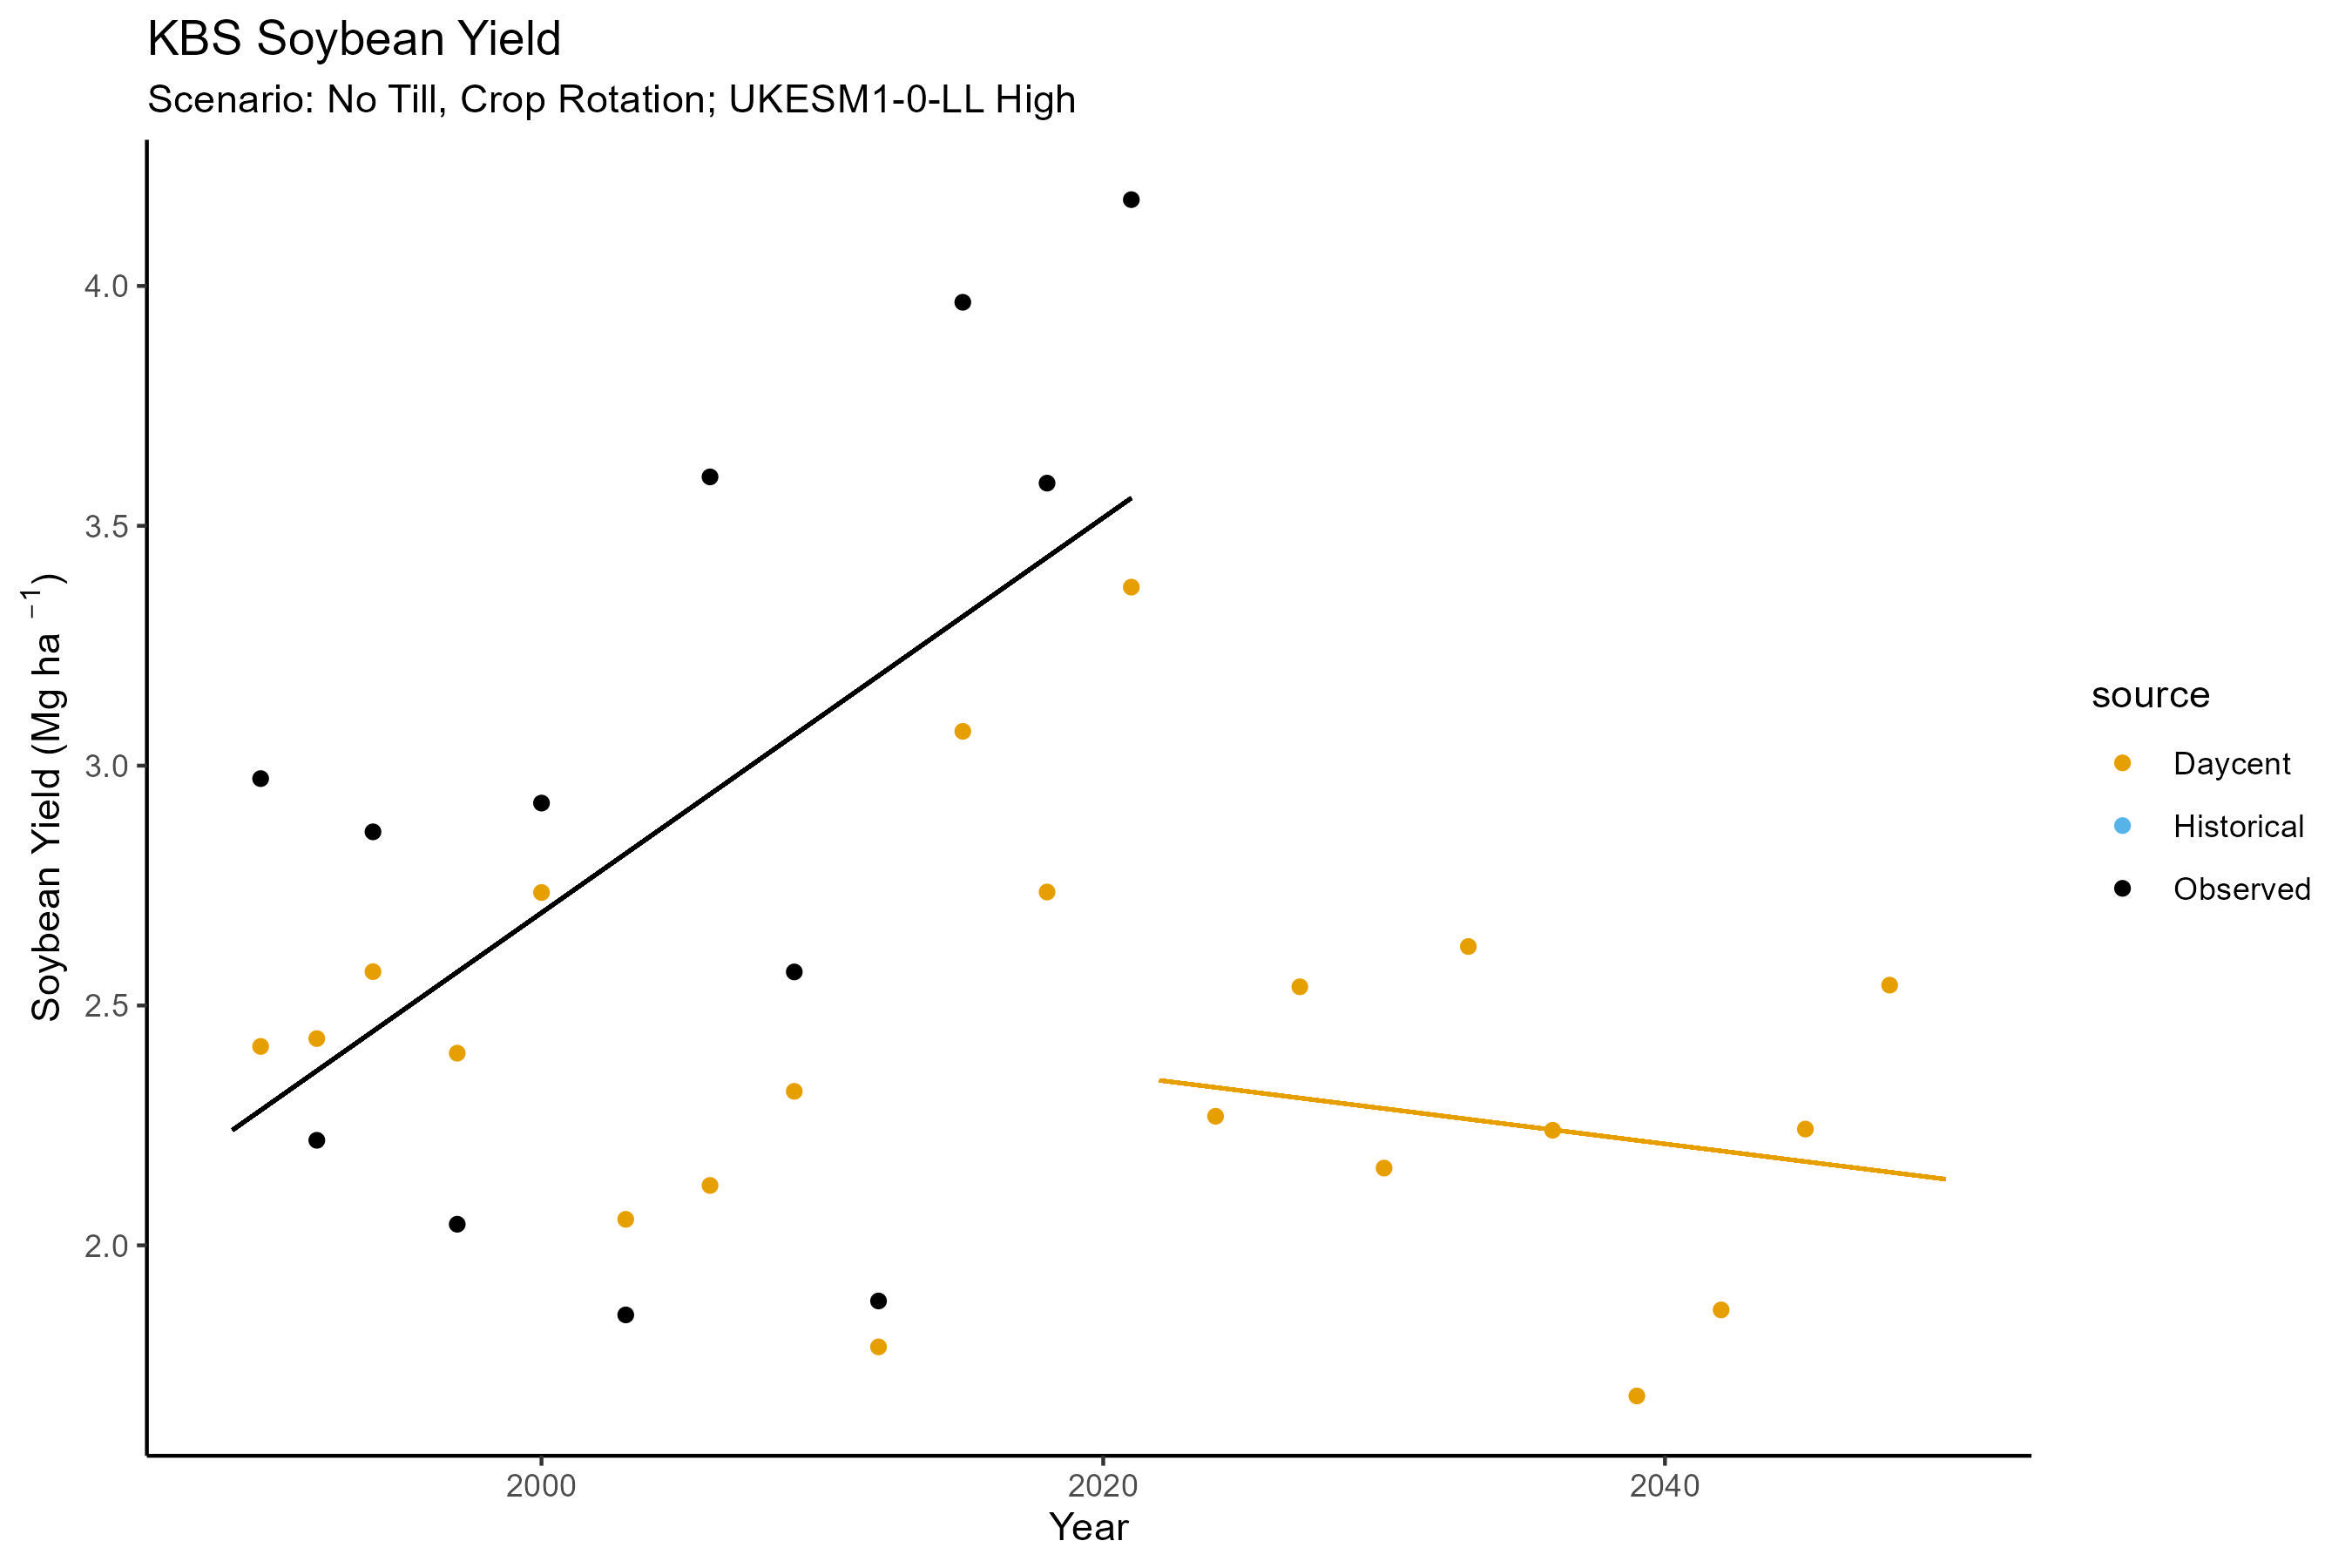 KBS Soybean Yield
Scenario: No Till, Crop Rotation; UKESM1-0-LL High
Soybean Yield (Mg ha ⁻¹)
4.0
3.5
3.0
2.5
2.0
2000
2020
2040
Year
source
Daycent
Historical
Observed